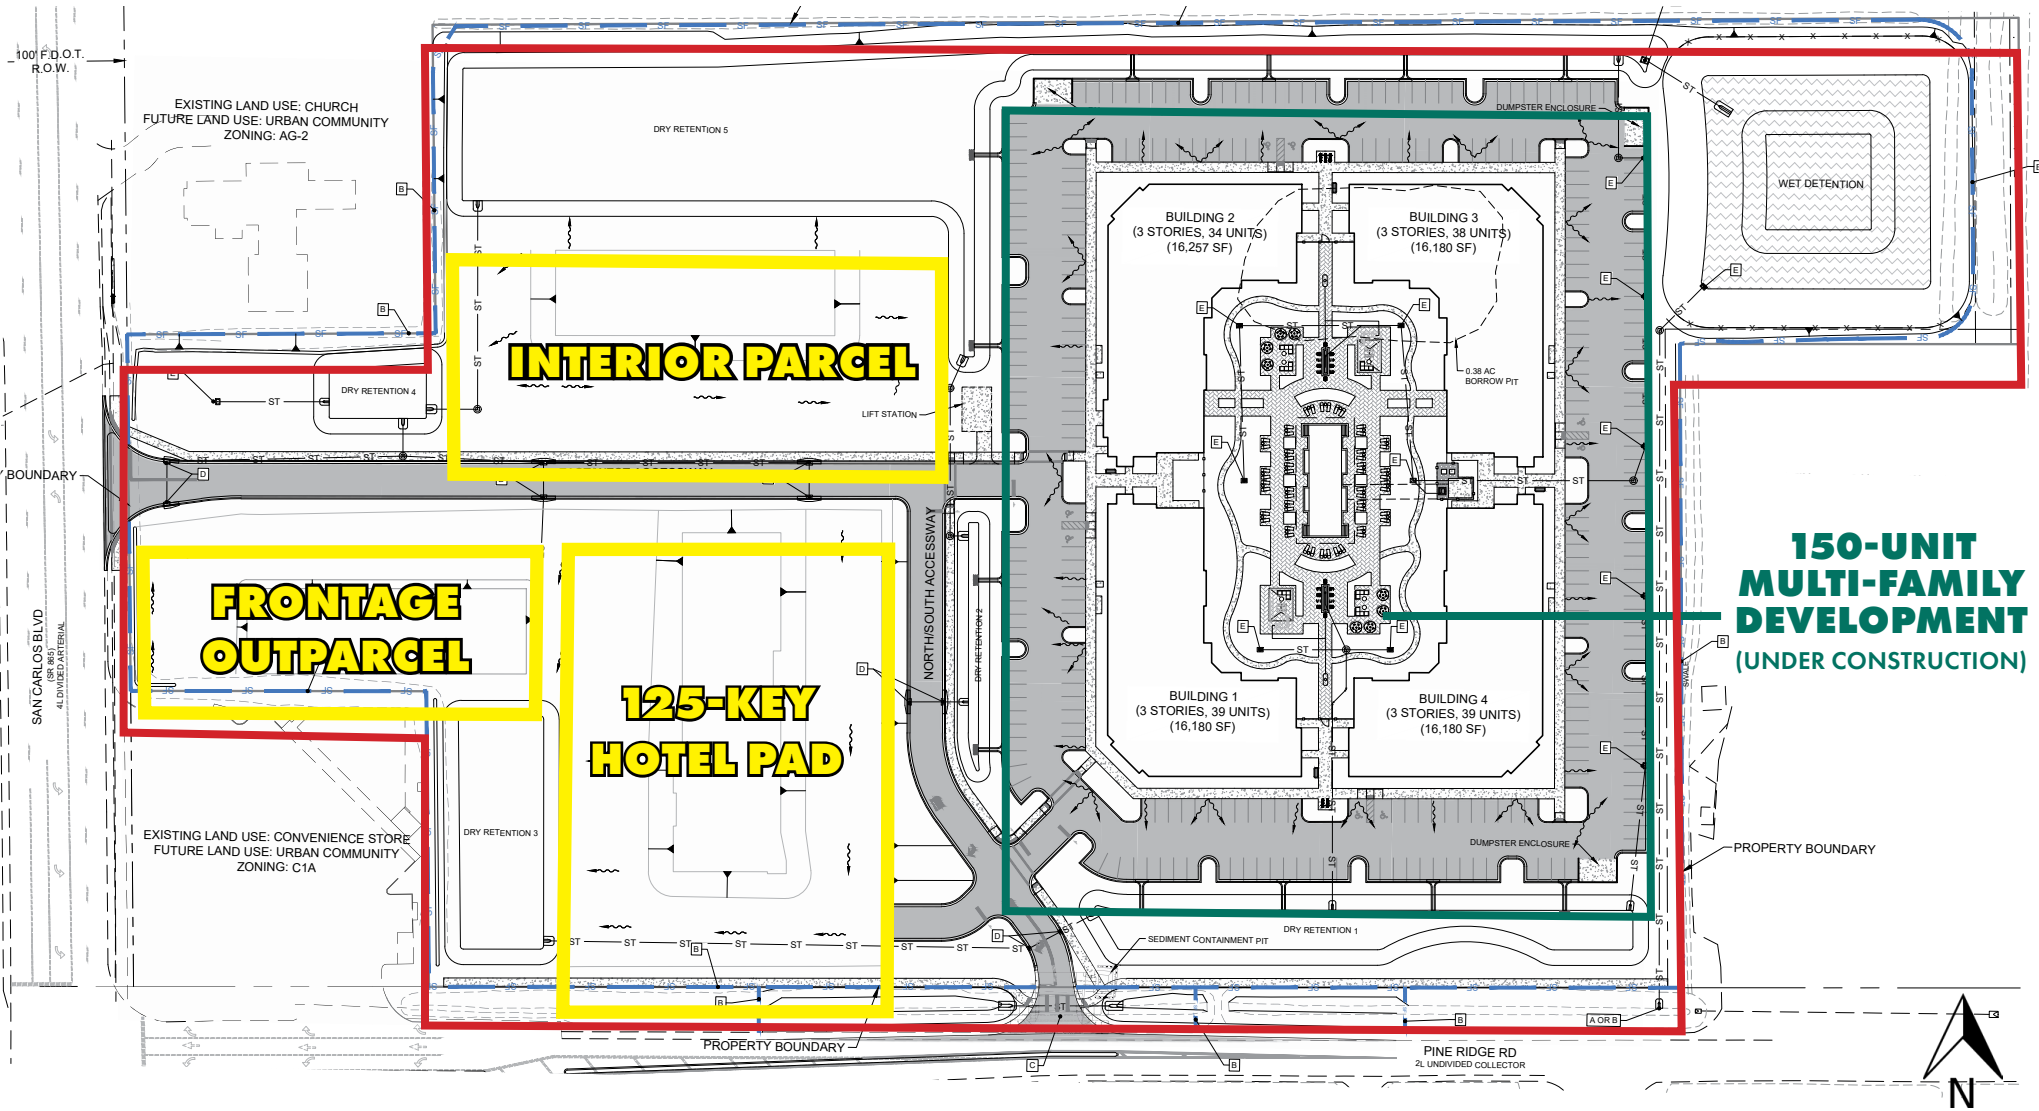 100' F.D.O.T.
R.O.W.
EXISTING LAND USE: CHURCH
FUTURE LAND USE: URBAN COMMUNITY
ZONING: AG-2
DRY RETENTION 5
DUMPSTER ENCLOSURE
WET DETENTION
BUILDING 2
(3 STORIES, 34 UNITS)
(16,257 SF)
BUILDING 3
(3 STORIES, 38 UNITS)
(16,180 SF)
INTERIOR PARCEL
0.38 AC
BORROW PIT
DRY RETENTION 4
LIFT STATION
Y BOUNDARY
FRONTAGE
OUTPARCEL
SAN CARLOS BLVD
(SR 865)
4L DIVIDED ARTERIAL
NORTH/SOUTH ACCESSWAY
DRY RETENTION 2
150-UNIT
MULTI-FAMILY
DEVELOPMENT
(UNDER CONSTRUCTION)
SWALE
125-KEY
HOTEL PAD
BUILDING 1
(3 STORIES, 39 UNITS)
(16,180 SF)
BUILDING 4
(3 STORIES, 39 UNITS)
(16,180 SF)
EXISTING LAND USE: CONVENIENCE STORE
FUTURE LAND USE: URBAN COMMUNITY
ZONING: C1A
DRY RETENTION 3
DUMPSTER ENCLOSURE
PROPERTY BOUNDARY
DRY RETENTION 1
SEDIMENT CONTAINMENT PIT
A OR B
PROPERTY BOUNDARY
PINE RIDGE RD
2L UNDIVIDED COLLECTOR
N